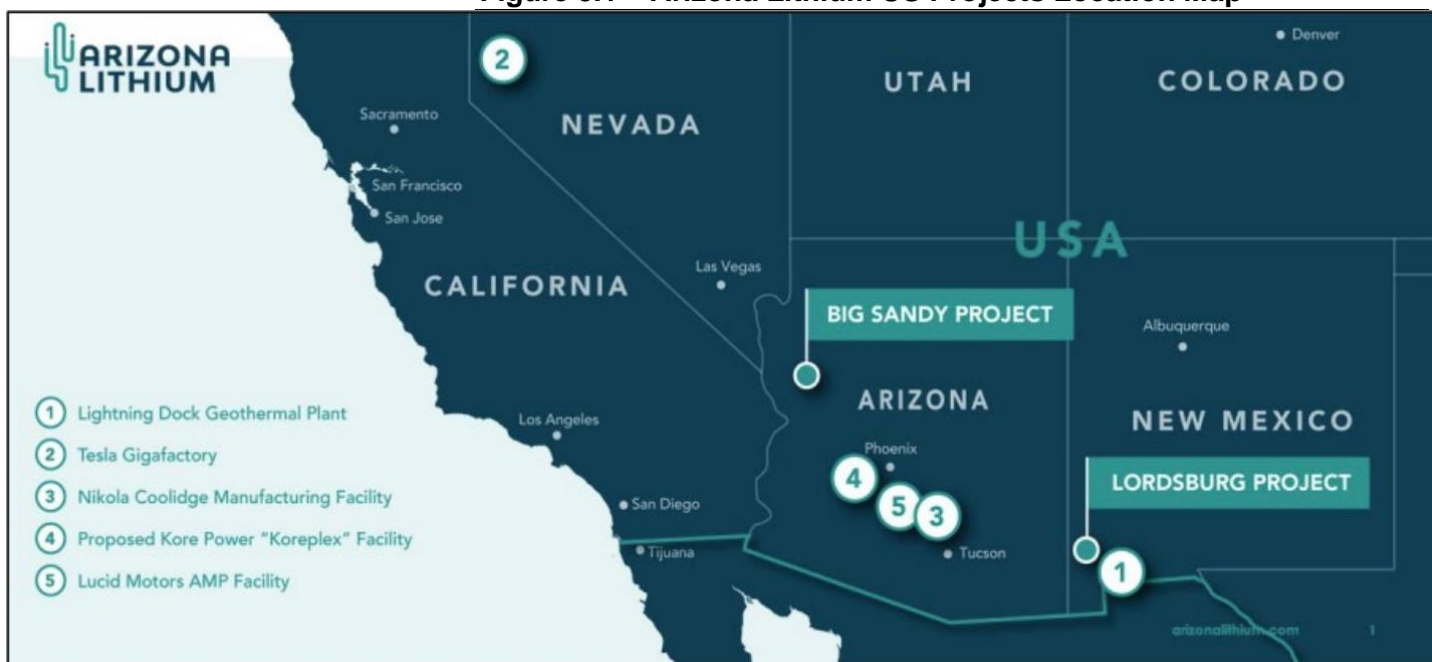 ARIZONA
LITHIUM
2
Denver
UTAH
COLORADO
Sacramento
NEVADA
San Francisco
San Jose
USA
Las Vegas
CALIFORNIA
BIG SANDY PROJECT
Albuquerque
ARIZONA
NEW MEXICO
Los Angeles
Phoenix
4
5
3
LORDSBURG PROJECT
San Diego
Tijuana
Tucson
1
1 Lightning Dock Geothermal Plant
2 Tesla Gigafactory
3 Nikola Coolidge Manufacturing Facility
4 Proposed Kore Power "Koreplex" Facility
5 Lucid Motors AMP Facility
arizonalithium.com 1